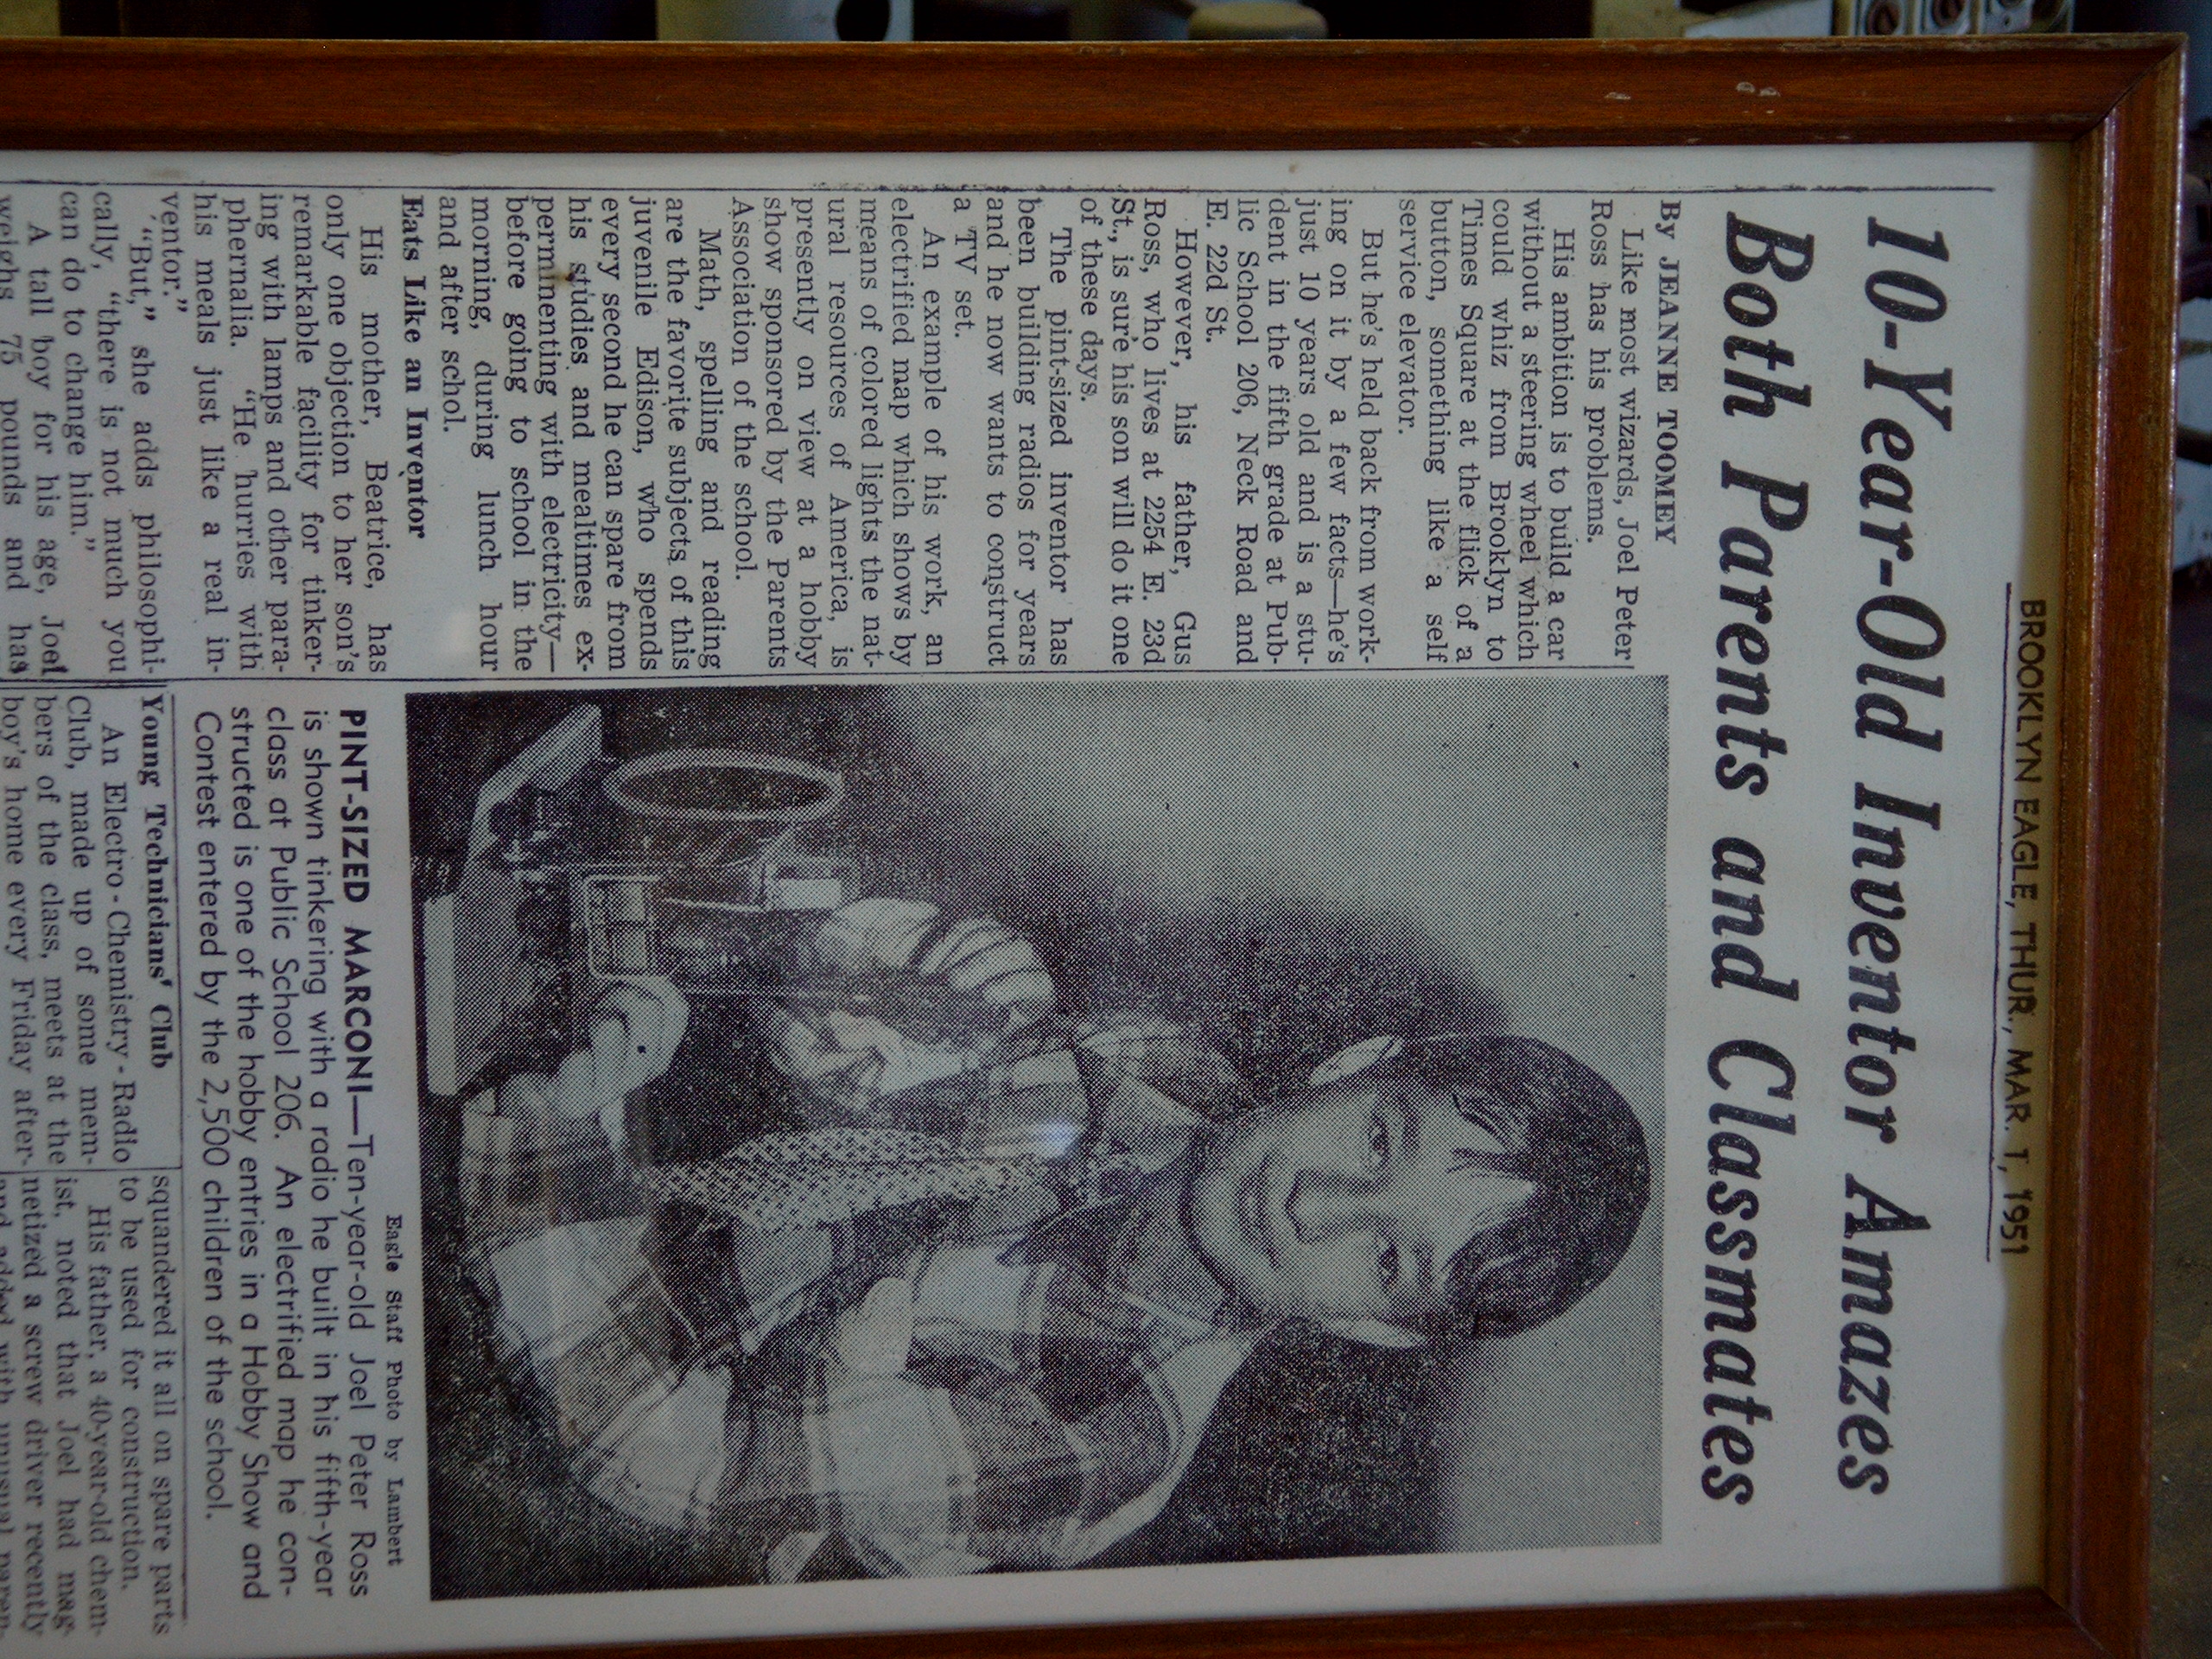 BROOKLYN EAGLE, THUR., MAR. 1, 1951
10-Year-Old Inventor Amazes
Both Parents and Classmates
By JEANNE TOOMEY
Like most wizards, Joel Peter
Ross has his problems.
His ambition is to build a car
without a steering wheel which
could whiz from Brooklyn to
Times Square at the flick of a
button, something like a self
service elevator.
But he's held back from work-
ing on it by a few facts—he's
just 10 years old and is a stu-
dent in the fifth grade at Pub-
lic School 206, Neck Road and
E. 22d St.
However, his father, Gus
Ross, who lives at 2254 E. 23d
St., is sure his son will do it one
of these days.
The pint-sized inventor has
been building radios for years
and he now wants to construct
a TV set.
An example of his work, an
electrified map which shows by
means of colored lights the nat-
ural resources of America, is
presently on view at a hobby
show sponsored by the Parents
Association of the school.
Math, spelling and reading
are the favorite subjects of this
juvenile Edison, who spends
every second he can spare from
his studies and mealtimes ex-
perminenting with electricity—
before going to school in the
morning, during lunch hour
and after schol.
Eats Like an Inventor
His mother, Beatrice, has
only one objection to her son's
remarkable facility for tinker-
ing with lamps and other para-
phernalia. "He hurries with
his meals just like a real in-
ventor."
"But," she adds philosophi-
cally, "there is not much you
can do to change him."
A tall boy for his age, Joel
weighs 75 pounds and has
Eagle Staff Photo by Lambert
PINT-SIZED MARCONI—Ten-year-old Joel Peter Ross
is shown tinkering with a radio he built in his fifth-year
class at Public School 206. An electrified map he con-
structed is one of the hobby entries in a Hobby Show and
Contest entered by the 2,500 children of the school.
Young Technicians' Club
An Electro-Chemistry-Radio
Club, made up of some mem-
bers of the class, meets at the
boy's home every Friday after-
squandered it all on spare parts
to be used for construction.
His father, a 40-year-old chem-
ist, noted that Joel had mag-
netized a screw driver recently
and added with unusual paren-